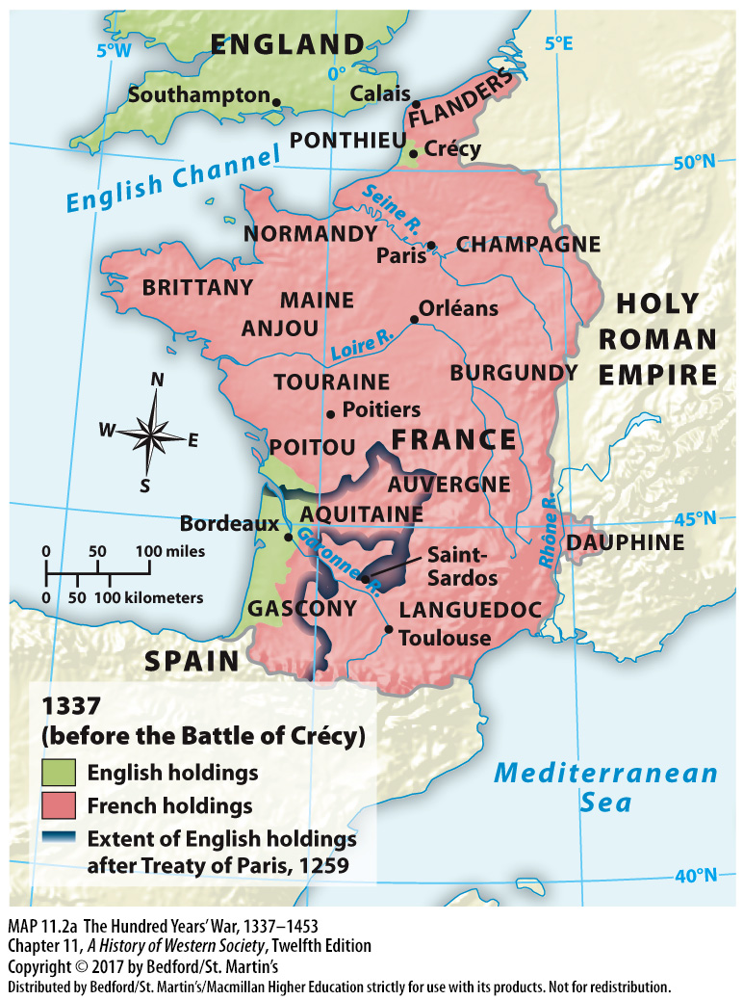 ENGLAND
5°W
5°E
0°
Southampton
Calais
FLANDERS
PONTHIEU
Crécy
50°N
English Channel
Seine R.
NORMANDY
CHAMPAGNE
Paris
BRITTANY
MAINE
HOLY
ROMAN
EMPIRE
Orléans
ANJOU
Loire R.
BURGUNDY
TOURAINE
N
W
E
S
Poitiers
POITOU
FRANCE
AUVERGNE
AQUITAINE
45°N
Bordeaux
Garonne R.
Rhône R.
DAUPHINE
0 50 100 miles
0 50 100 kilometers
Saint-
Sardos
GASCONY
LANGUEDOC
Toulouse
SPAIN
1337
(before the Battle of Crécy)
English holdings
French holdings
Extent of English holdings
after Treaty of Paris, 1259
Mediterranean
Sea
40°N
MAP 11.2a The Hundred Years' War, 1337–1453
Chapter 11, A History of Western Society, Twelfth Edition
Copyright © 2017 by Bedford/St. Martin's
Distributed by Bedford/St. Martin's/Macmillan Higher Education strictly for use with its products. Not for redistribution.